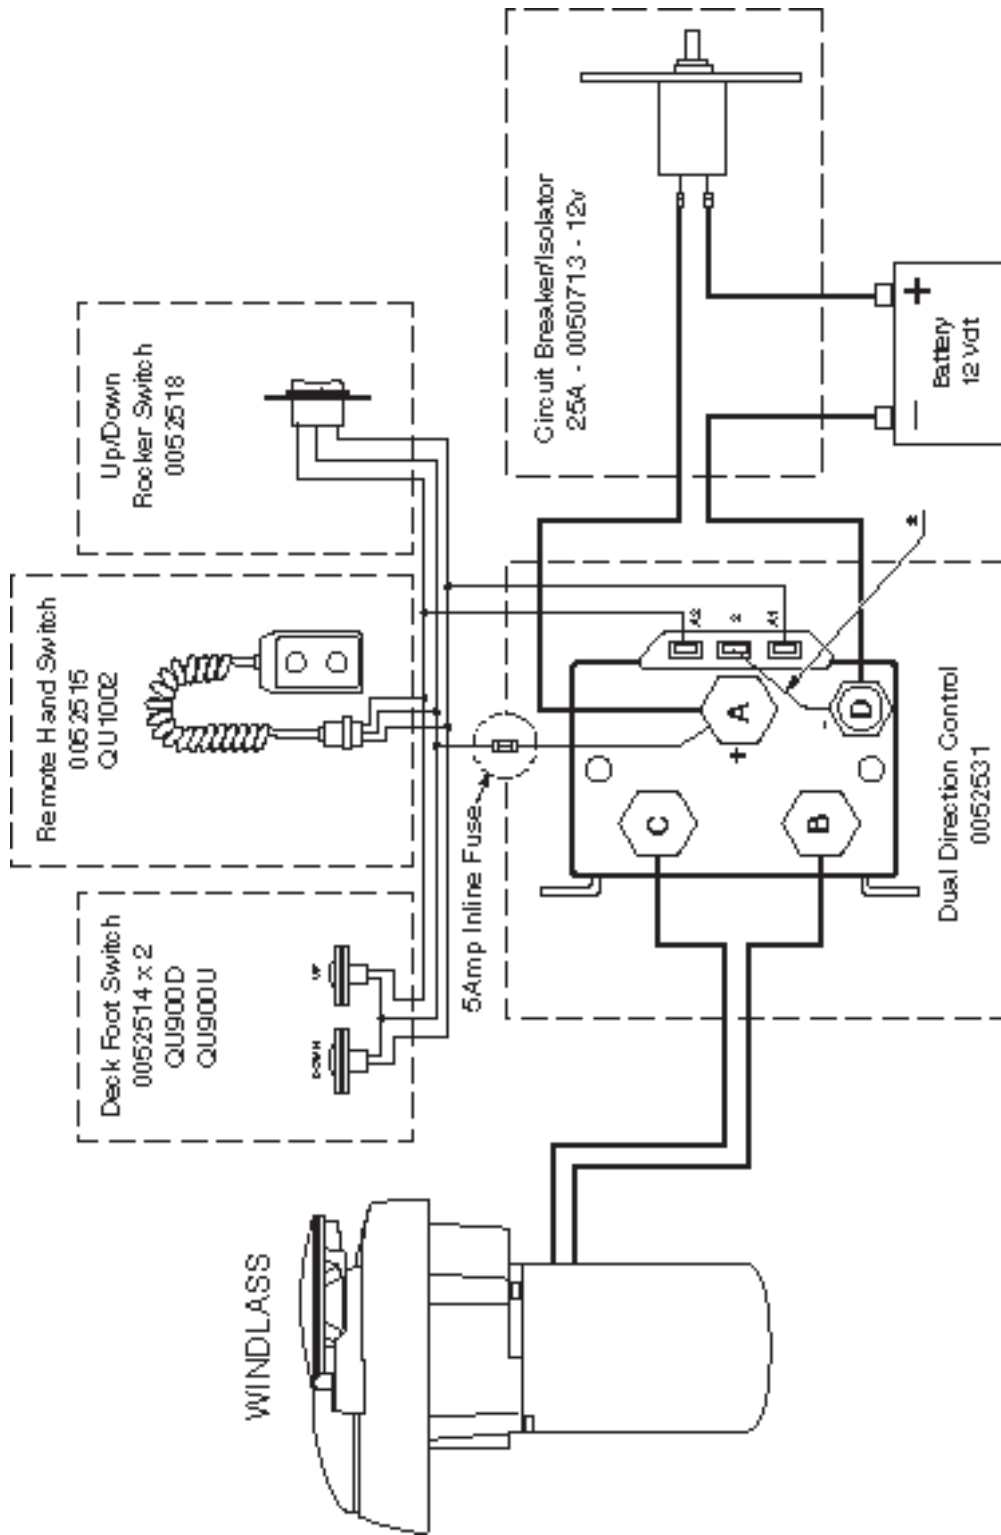 WINDLASS
Deck Foot Switch
0052514 x 2
QU900D
QU900U
DOWN
UP
Remote Hand Switch
0052515
QU1002
Up/Down
Rocker Switch
0052518
5Amp Inline Fuse
Circuit Breaker/Isolator
25A - 0050713 - 12v
C
B
A
+
-
D
A2
A1
*
Dual Direction Control
0052531
−
+
Battery
12 Volt